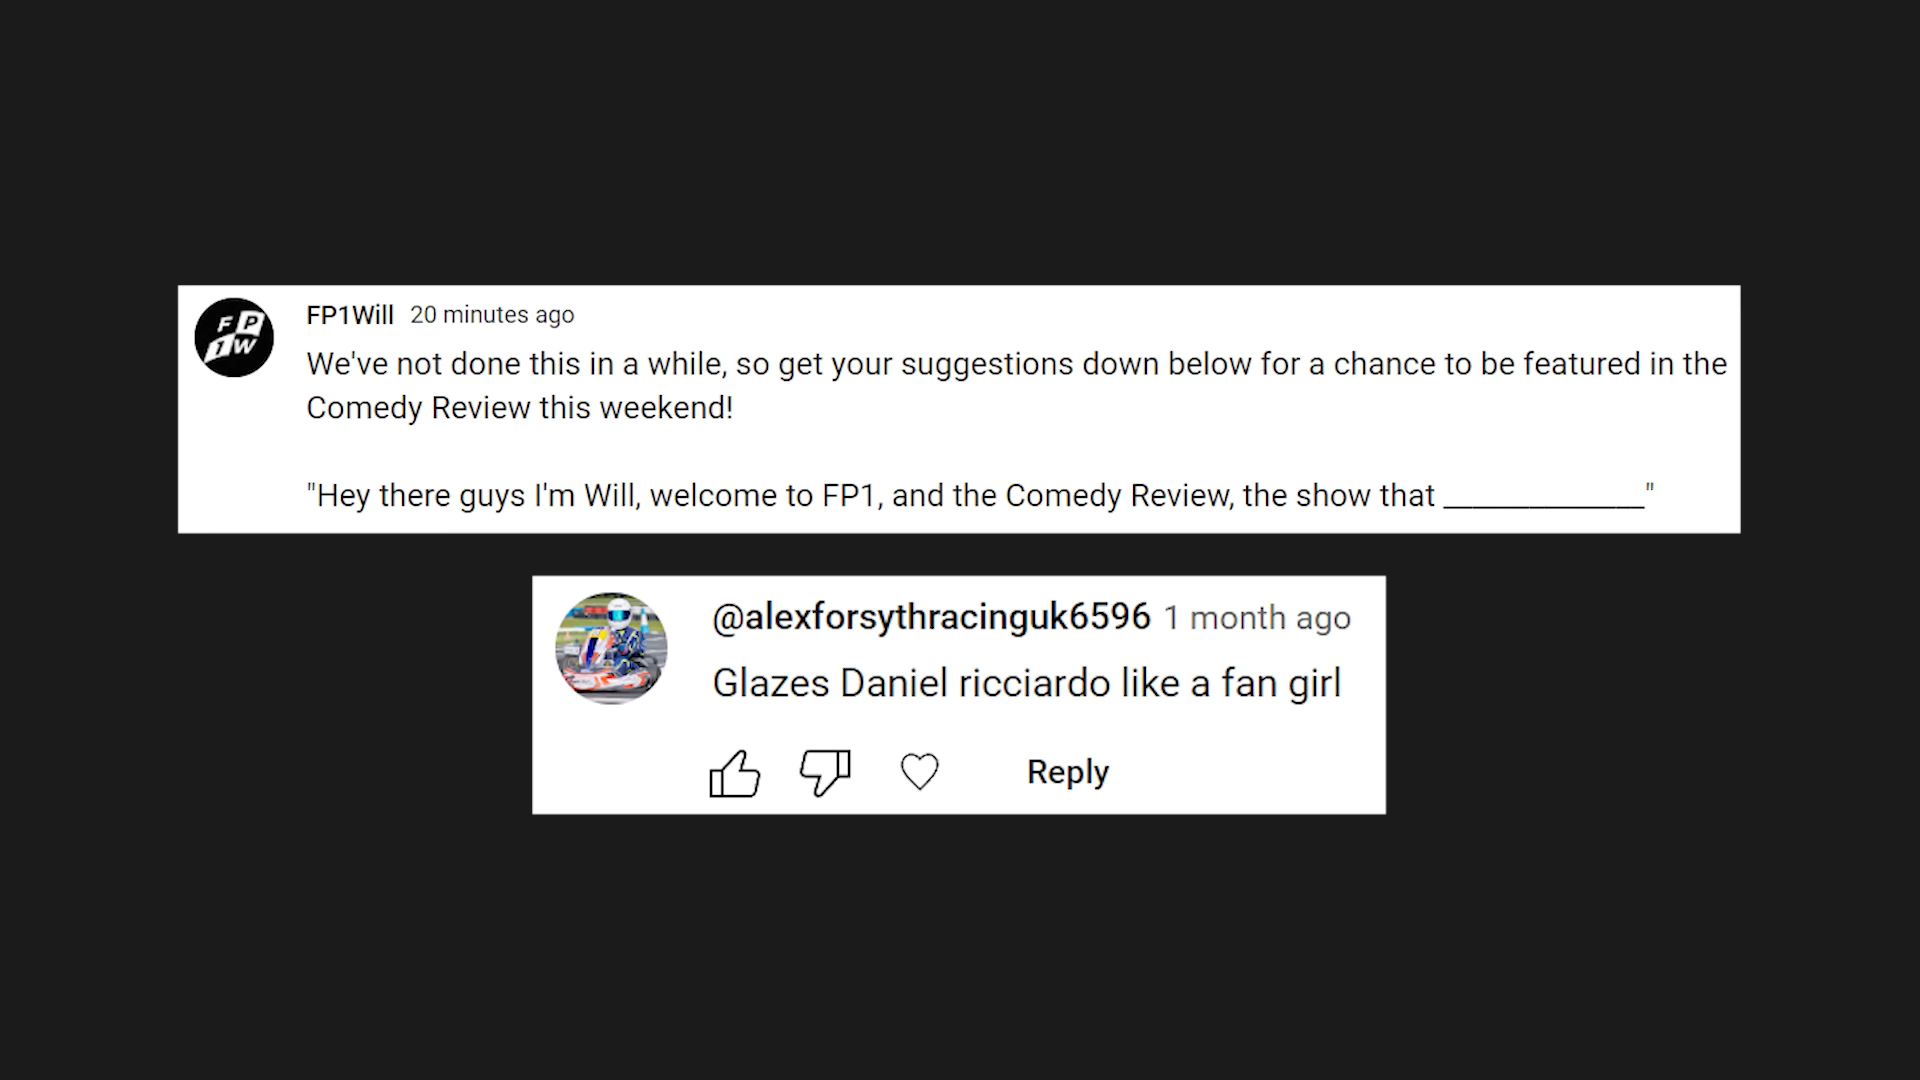 FP1W
FP1Will 20 minutes ago
We've not done this in a while, so get your suggestions down below for a chance to be featured in the
Comedy Review this weekend!
"Hey there guys I'm Will, welcome to FP1, and the Comedy Review, the show that ______________"
@alexforsythracinguk6596 1 month ago
Glazes Daniel ricciardo like a fan girl
Reply